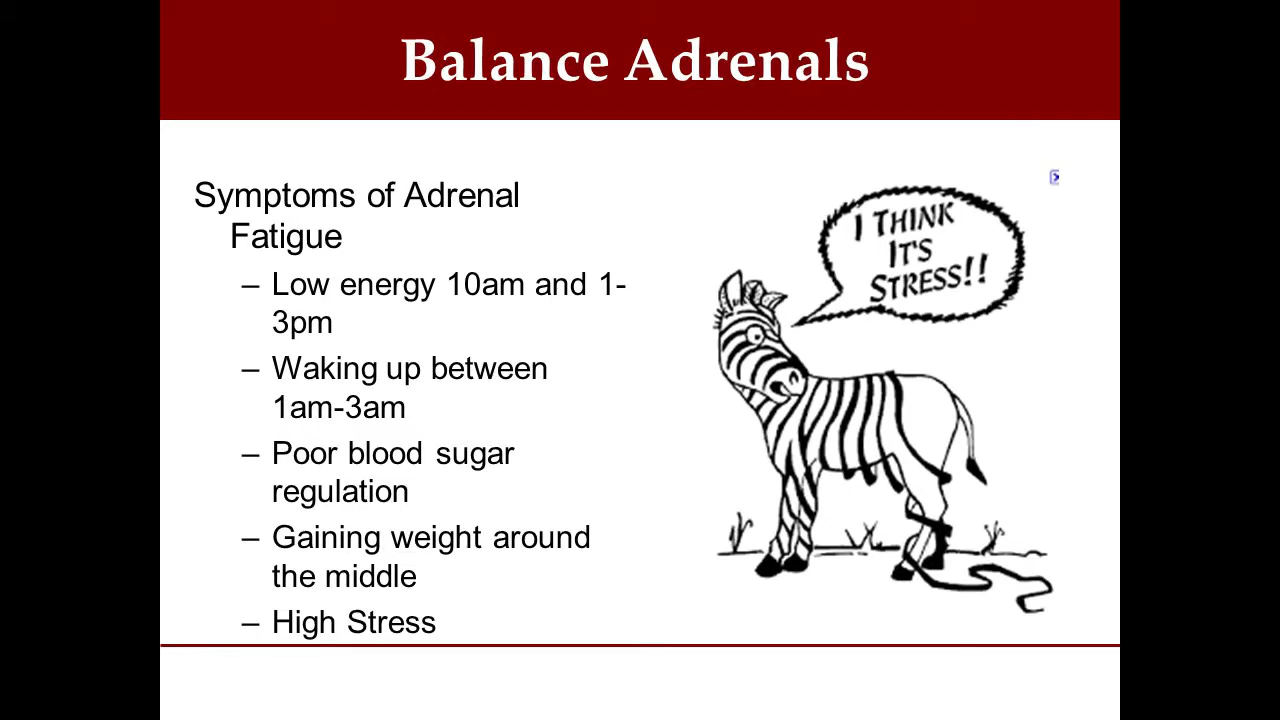 Balance Adrenals
Symptoms of Adrenal
Fatigue
– Low energy 10am and 1-
3pm
– Waking up between
1am-3am
– Poor blood sugar
regulation
– Gaining weight around
the middle
– High Stress
I THINK
IT'S
STRESS!!